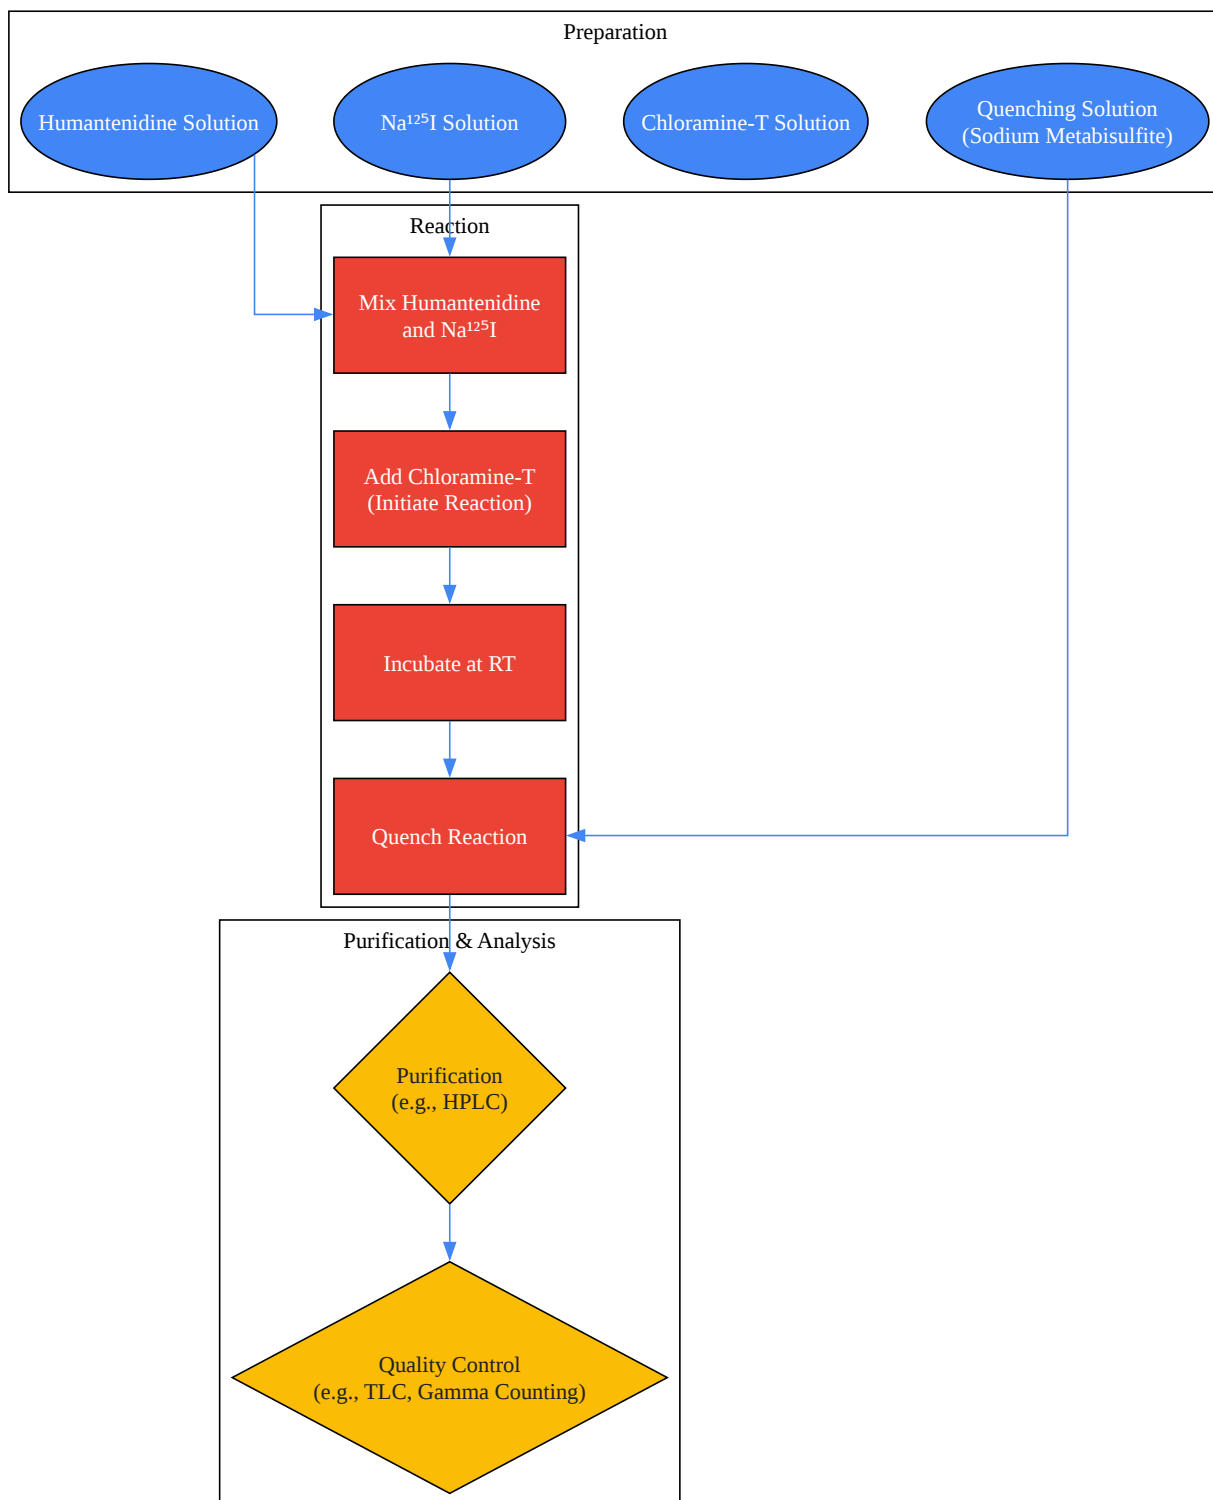 Preparation
Humantenidine Solution
Na¹²⁵I Solution
Chloramine-T Solution
Quenching Solution
(Sodium Metabisulfite)
Reaction
Mix Humantenidine
and Na¹²⁵I
Add Chloramine-T
(Initiate Reaction)
Incubate at RT
Quench Reaction
Purification & Analysis
Purification
(e.g., HPLC)
Quality Control
(e.g., TLC, Gamma Counting)